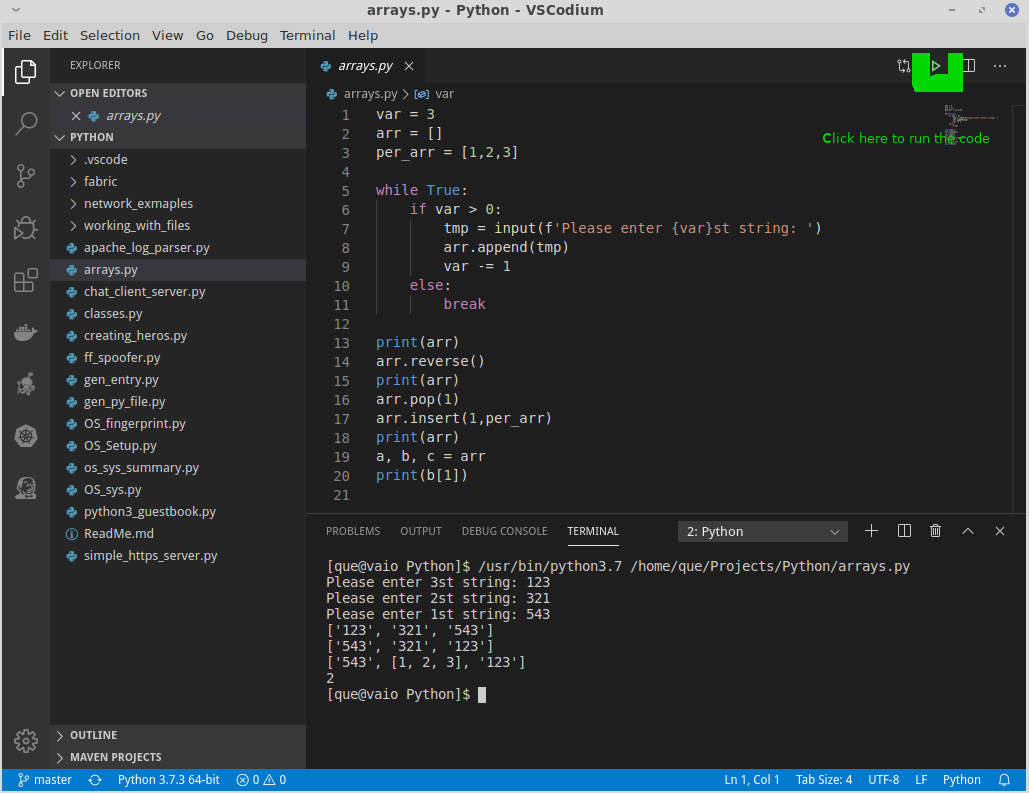 arrays.py - Python - VSCodium
File Edit Selection View Go Debug Terminal Help
EXPLORER
OPEN EDITORS
arrays.py
PYTHON
.vscode
fabric
network_exmaples
working_with_files
apache_log_parser.py
arrays.py
chat_client_server.py
classes.py
creating_heros.py
ff_spoofer.py
gen_entry.py
gen_py_file.py
OS_fingerprint.py
OS_Setup.py
os_sys_summary.py
OS_sys.py
python3_guestbook.py
ReadMe.md
simple_https_server.py
OUTLINE
MAVEN PROJECTS
arrays.py
arrays.py > var
Click here to run the code
1 var = 3
2 arr = []
3 per_arr = [1,2,3]
4
5 while True:
6     if var > 0:
7         tmp = input(f'Please enter {var}st string: ')
8         arr.append(tmp)
9         var -= 1
10     else:
11         break
12
13 print(arr)
14 arr.reverse()
15 print(arr)
16 arr.pop(1)
17 arr.insert(1,per_arr)
18 print(arr)
19 a, b, c = arr
20 print(b[1])
21
PROBLEMS OUTPUT DEBUG CONSOLE TERMINAL 2: Python
[que@vaio Python]$ /usr/bin/python3.7 /home/que/Projects/Python/arrays.py
Please enter 3st string: 123
Please enter 2st string: 321
Please enter 1st string: 543
['123', '321', '543']
['543', '321', '123']
['543', [1, 2, 3], '123']
2
[que@vaio Python]$
master Python 3.7.3 64-bit 0 0 Ln 1, Col 1 Tab Size: 4 UTF-8 LF Python